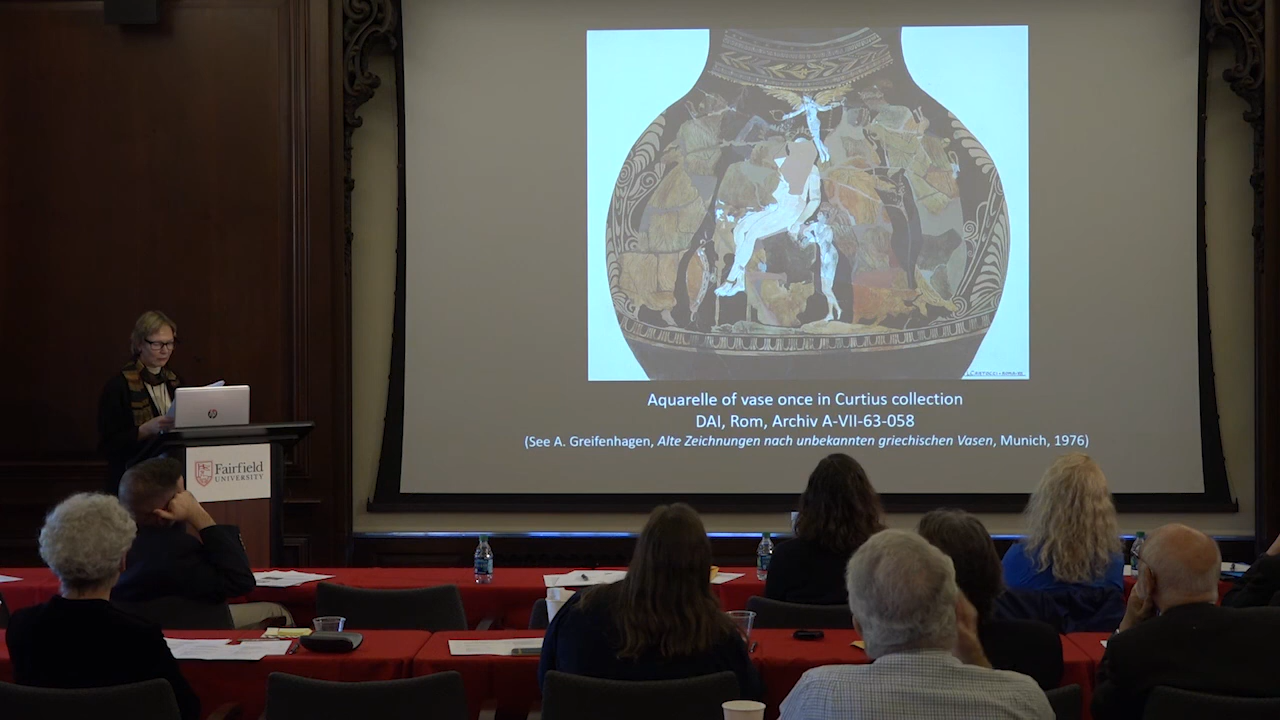 Aquarelle of vase once in Curtius collection
DAI, Rom, Archiv A-VII-63-058
(See A. Greifenhagen, Alte Zeichnungen nach unbekannten griechischen Vasen, Munich, 1976)
hp
Fairfield
UNIVERSITY